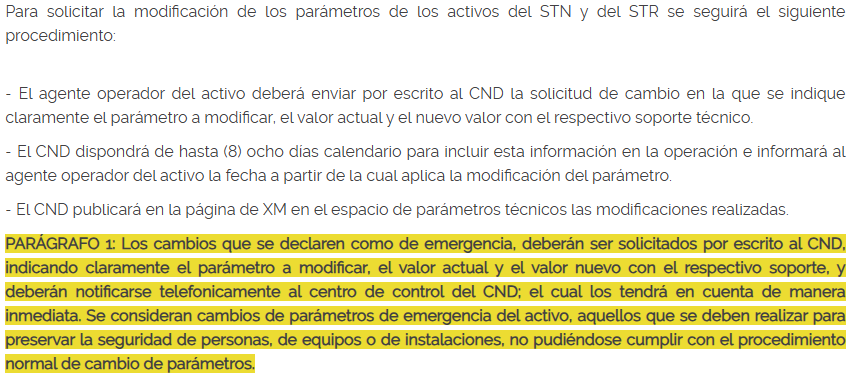 Para solicitar la modificación de los parámetros de los activos del STN y del STR se seguirá el siguiente
procedimiento:
- El agente operador del activo deberá enviar por escrito al CND la solicitud de cambio en la que se indique
claramente el parámetro a modificar, el valor actual y el nuevo valor con el respectivo soporte técnico.
- El CND dispondrá de hasta (8) ocho días calendario para incluir esta información en la operación e informará al
agente operador del activo la fecha a partir de la cual aplica la modificación del parámetro.
- El CND publicará en la página de XM en el espacio de parámetros técnicos las modificaciones realizadas.
PARÁGRAFO 1: Los cambios que se declaren como de emergencia, deberán ser solicitados por escrito al CND,
indicando claramente el parámetro a modificar, el valor actual y el valor nuevo con el respectivo soporte, y
deberán notificarse telefonicamente al centro de control del CND; el cual los tendrá en cuenta de manera
inmediata. Se consideran cambios de parámetros de emergencia del activo, aquellos que se deben realizar para
preservar la seguridad de personas, de equipos o de instalaciones, no pudiéndose cumplir con el procedimiento
normal de cambio de parámetros.